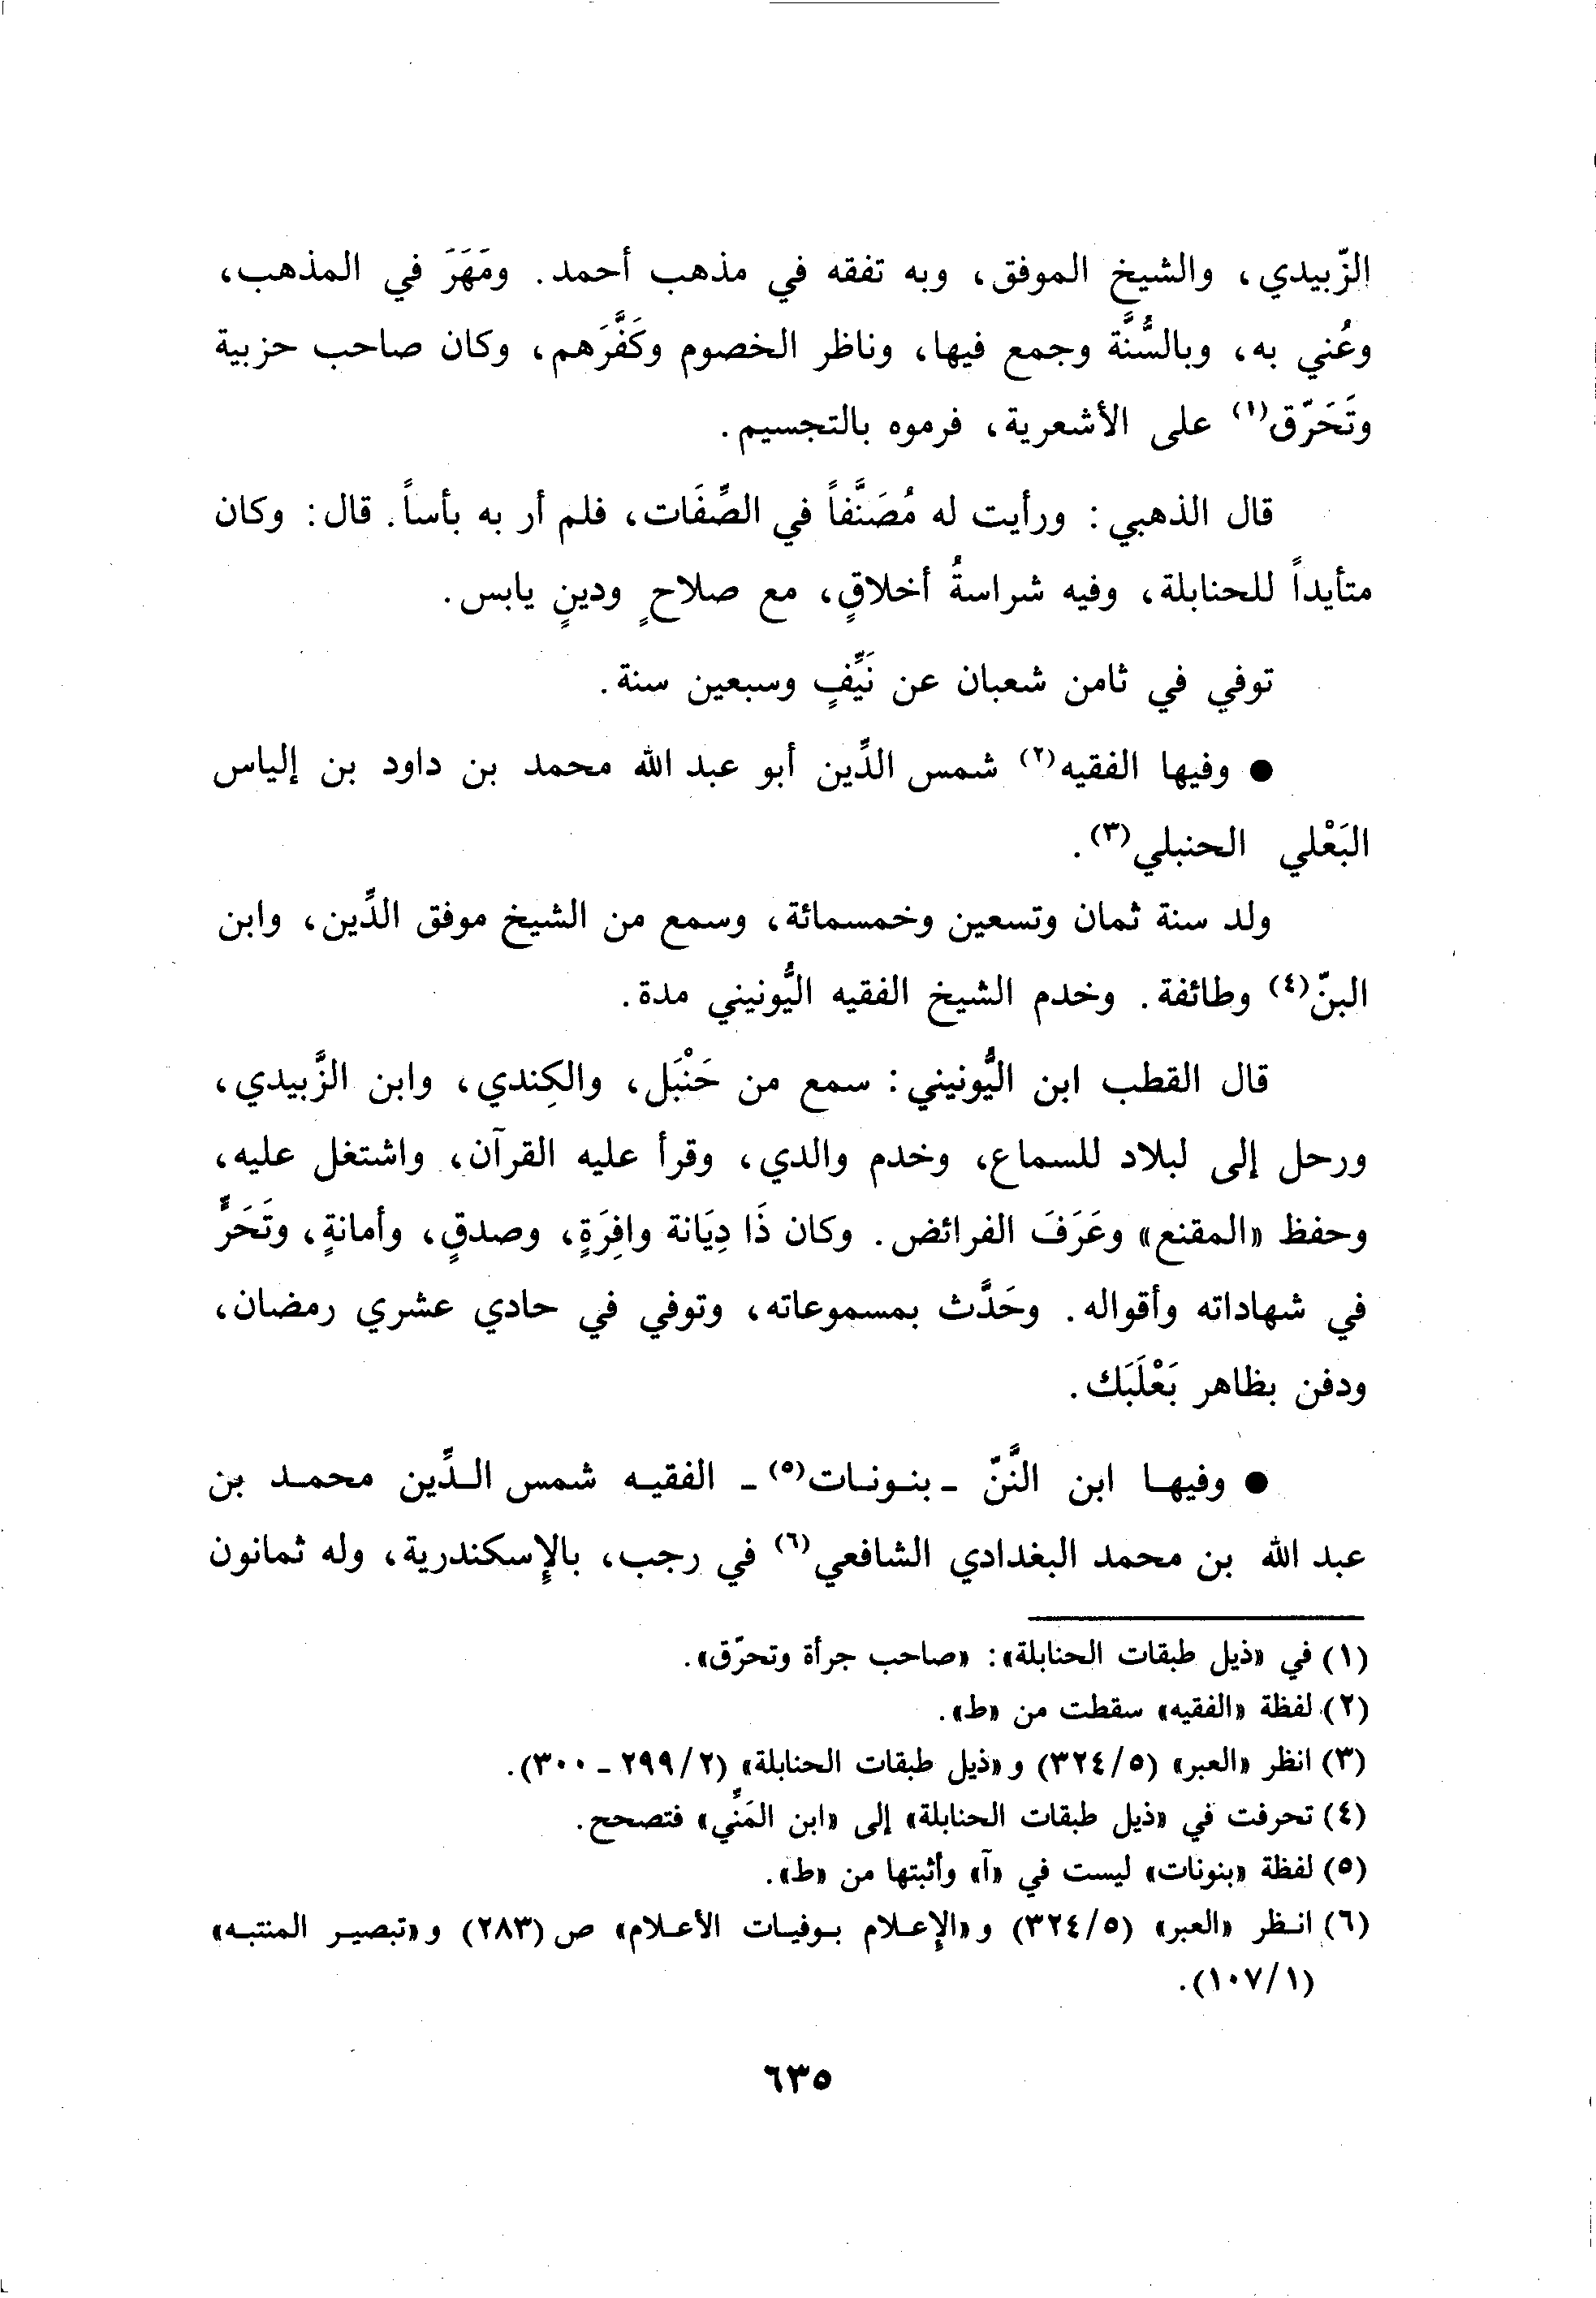 الزّبيدي، والشيخ الموفق، وبه تفقه في مذهب أحمد. ومَهَرَ في المذهب،
وعُني به، وبالسُّنَّة وجمع فيها، وناظر الخصوم وكَفَّرَهم، وكان صاحب حزبية
وتَحَرّق(١) على الأشعرية، فرموه بالتجسيم.
قال الذهبي: ورأيت له مُصَنَّفاً في الصِّفَات، فلم أر به بأساً. قال: وكان
متأيداً للحنابلة، وفيه شراسةُ أخلاقٍ، مع صلاحٍ ودينٍ يابس.
توفي في ثامن شعبان عن نَيِّفٍ وسبعين سنة.
● وفيها الفقيه(٢) شمس الدِّين أبو عبد الله محمد بن داود بن إلياس
البَعْلي الحنبلي(٣).
ولد سنة ثمان وتسعين وخمسمائة، وسمع من الشيخ موفق الدِّين، وابن
البنّ(٤) وطائفة. وخدم الشيخ الفقيه اليُّونيني مدة.
قال القطب ابن اليُّونيني: سمع من حَنْبَل، والكِندي، وابن الزَّبيدي،
ورحل إلى لبلاد للسماع، وخدم والدي، وقرأ عليه القرآن، واشتغل عليه،
وحفظ «المقنع» وعَرَفَ الفرائض. وكان ذَا دِيَانة وافِرَةٍ، وصدقٍ، وأمانةٍ، وتَحَرٍّ
في شهاداته وأقواله. وحَدَّث بمسموعاته، وتوفي في حادي عشري رمضان،
ودفن بظاهر بَعْلَبَك.
● وفيها ابن النَّنّ ـ بنونات(٥) ـ الفقيه شمس الدِّين محمد بن
عبد الله بن محمد البغدادي الشافعي(٦) في رجب، بالإسكندرية، وله ثمانون
(١) في «ذيل طبقات الحنابلة»: «صاحب جرأة وتحرّق».
(٢) لفظة «الفقيه» سقطت من «ط».
(٣) انظر «العبر» (٣٢٤/٥) و«ذيل طبقات الحنابلة» (٢٩٩/٢ ـ ٣٠٠).
(٤) تحرفت في «ذيل طبقات الحنابلة» إلى «ابن المَنِّي» فتصحح.
(٥) لفظة «بنونات» ليست في «آ» وأثبتها من «ط».
(٦) انظر «العبر» (٣٢٤/٥) و«الإعلام بوفيات الأعلام» ص (٢٨٣) و«تبصير المنتبه»
(١٠٧/١).
٦٣٥